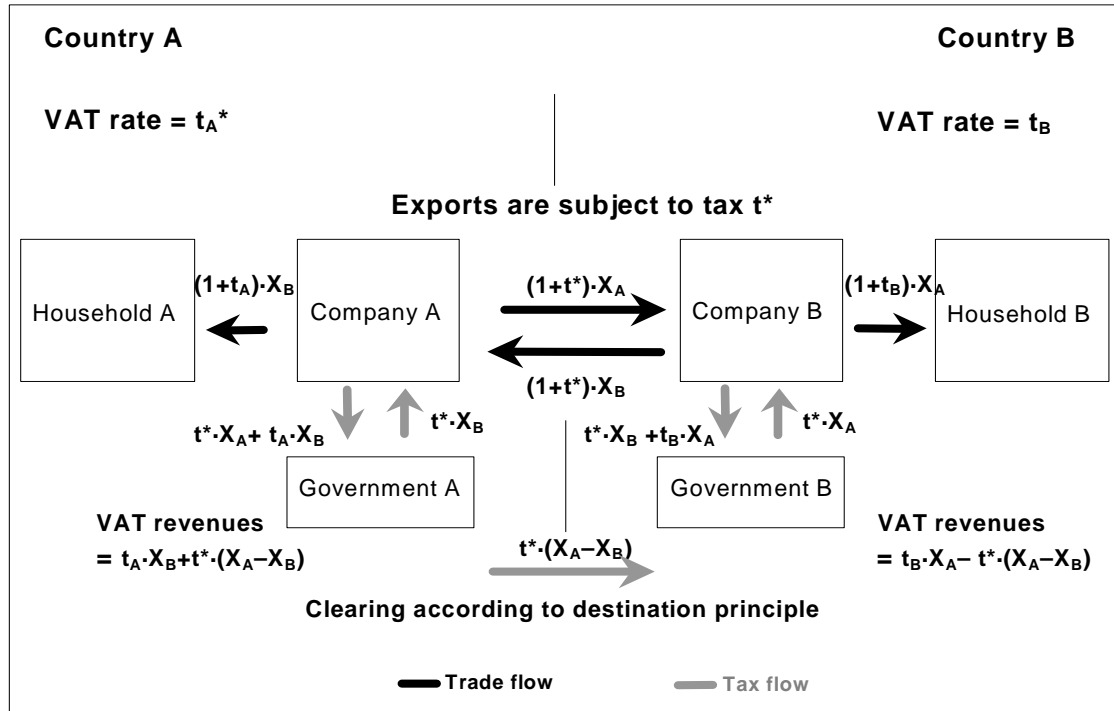 Country A
Country B
VAT rate = tA*
VAT rate = tB
Exports are subject to tax t*
(1+tA)·XB
(1+t*)·XA
(1+tB)·XA
Household A
Company A
Company B
Household B
(1+t*)·XB
t*·XA+ tA·XB
t*·XB
t*·XB +tB·XA
t*·XA
Government A
Government B
VAT revenues
= tA·XB+t*·(XA–XB)
t*·(XA–XB)
VAT revenues
= tB·XA– t*·(XA–XB)
Clearing according to destination principle
Trade flow
Tax flow